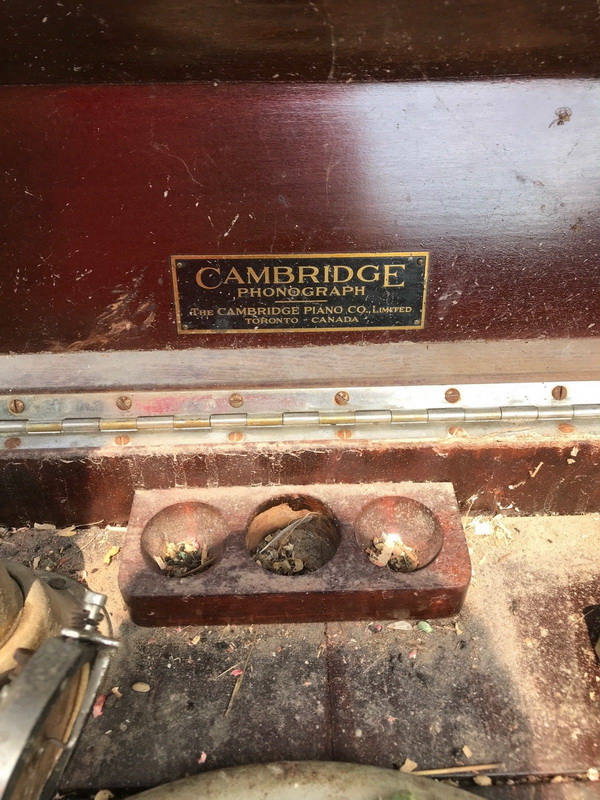 CAMBRIDGE
PHONOGRAPH
THE CAMBRIDGE PIANO CO., LIMITED
TORONTO - CANADA